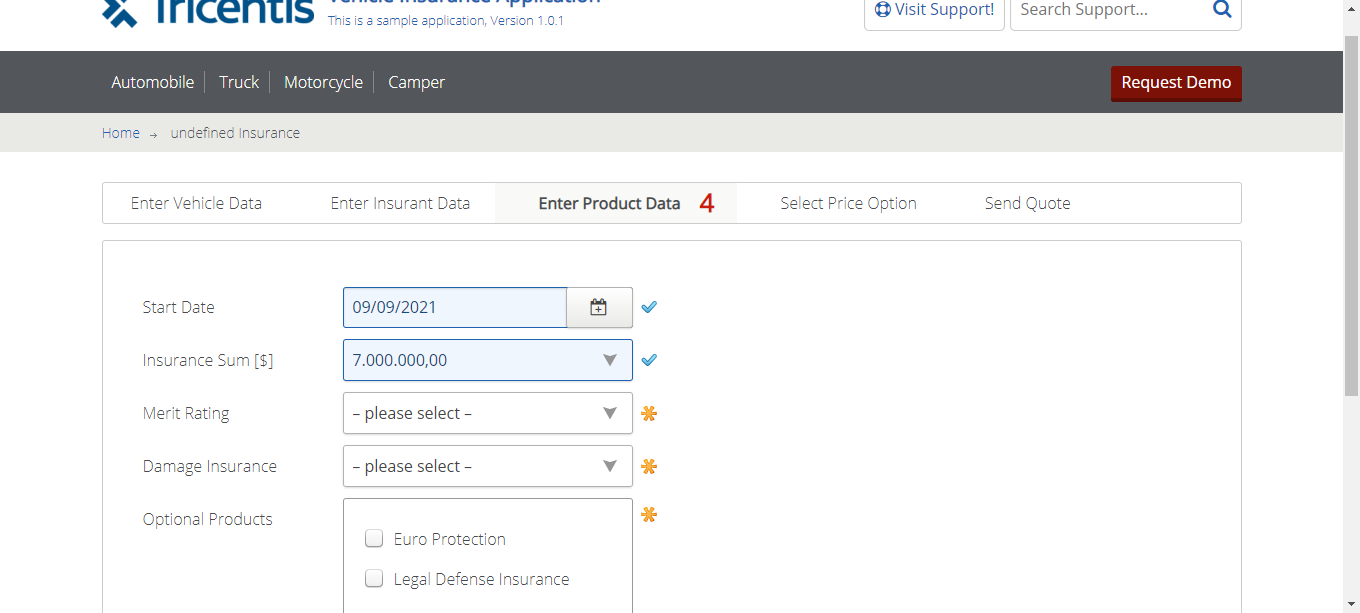 Tricentis
Vehicle Insurance Application
This is a sample application, Version 1.0.1
Visit Support!
Search Support...
Automobile
Truck
Motorcycle
Camper
Request Demo
Home → undefined Insurance
Enter Vehicle Data
Enter Insurant Data
Enter Product Data 4
Select Price Option
Send Quote
Start Date
09/09/2021
Insurance Sum [$]
7.000.000,00
Merit Rating
– please select –
Damage Insurance
– please select –
Optional Products
Euro Protection
Legal Defense Insurance